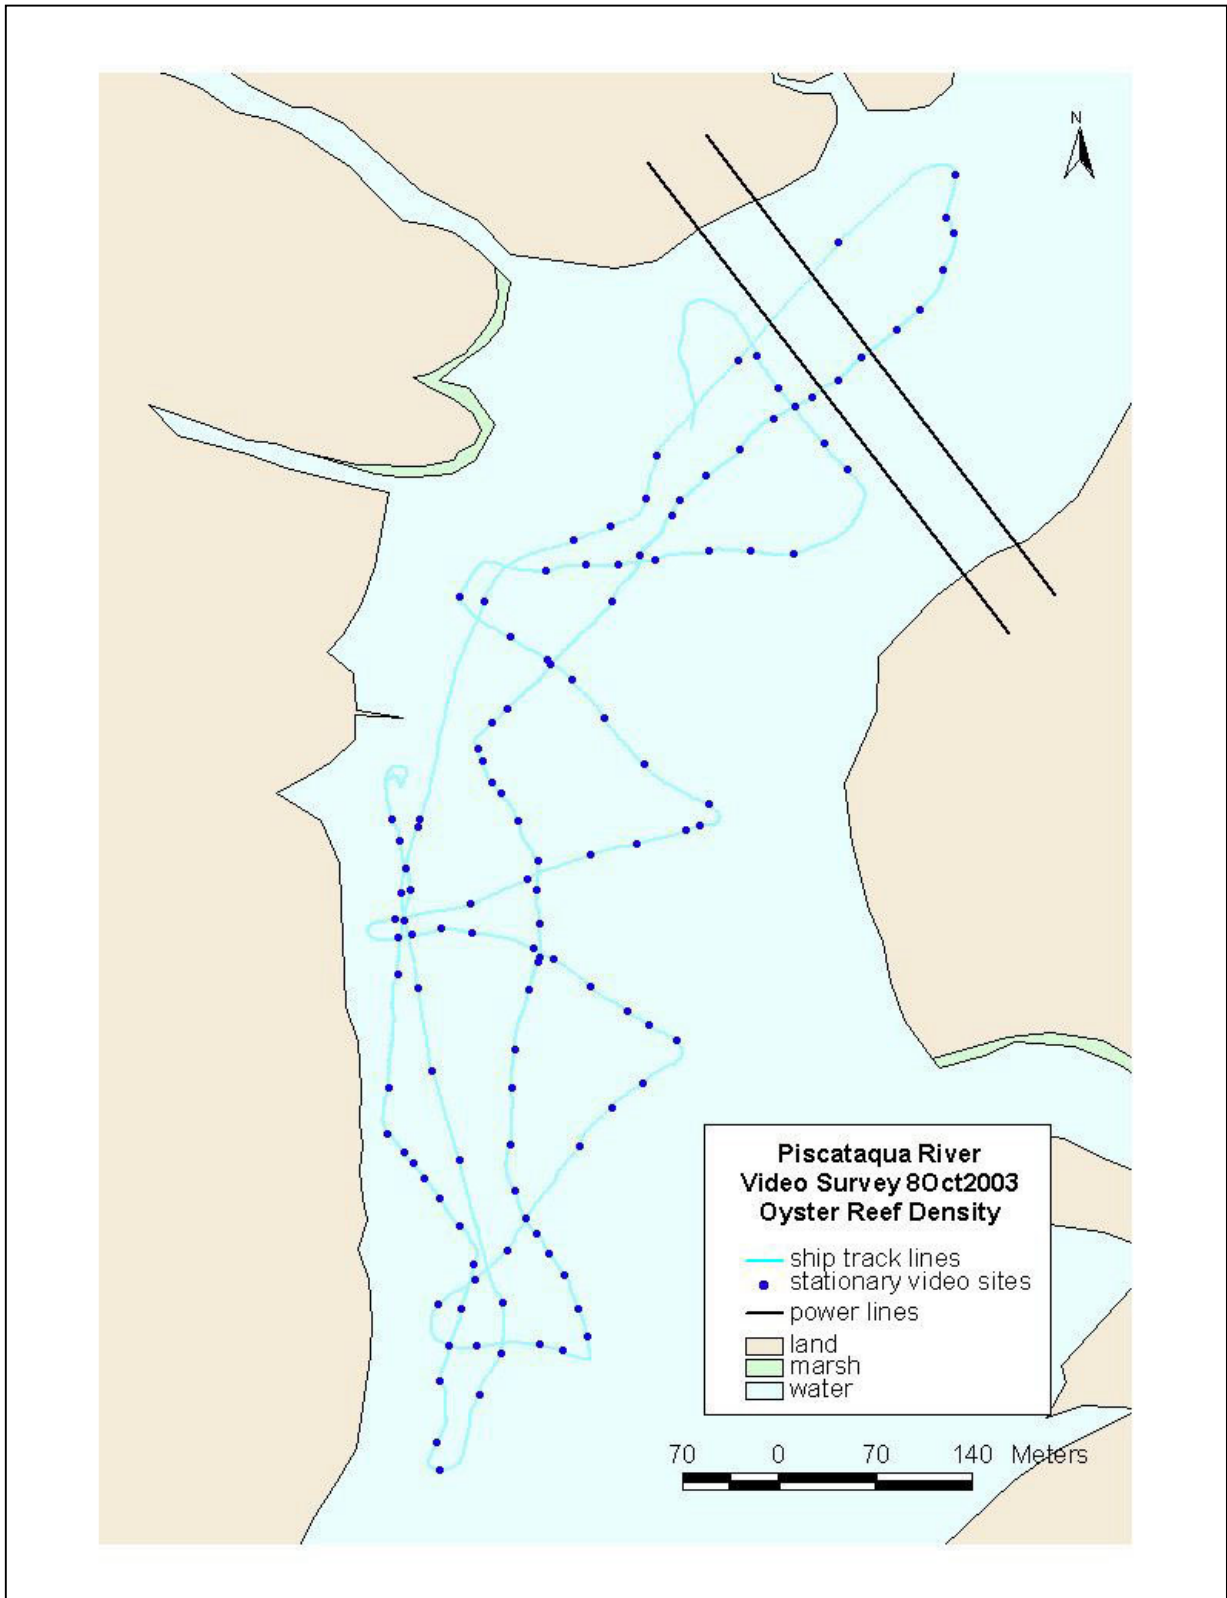 N
Piscataqua River
Video Survey 8Oct2003
Oyster Reef Density
ship track lines
stationary video sites
power lines
land
marsh
water
70 0 70 140 Meters